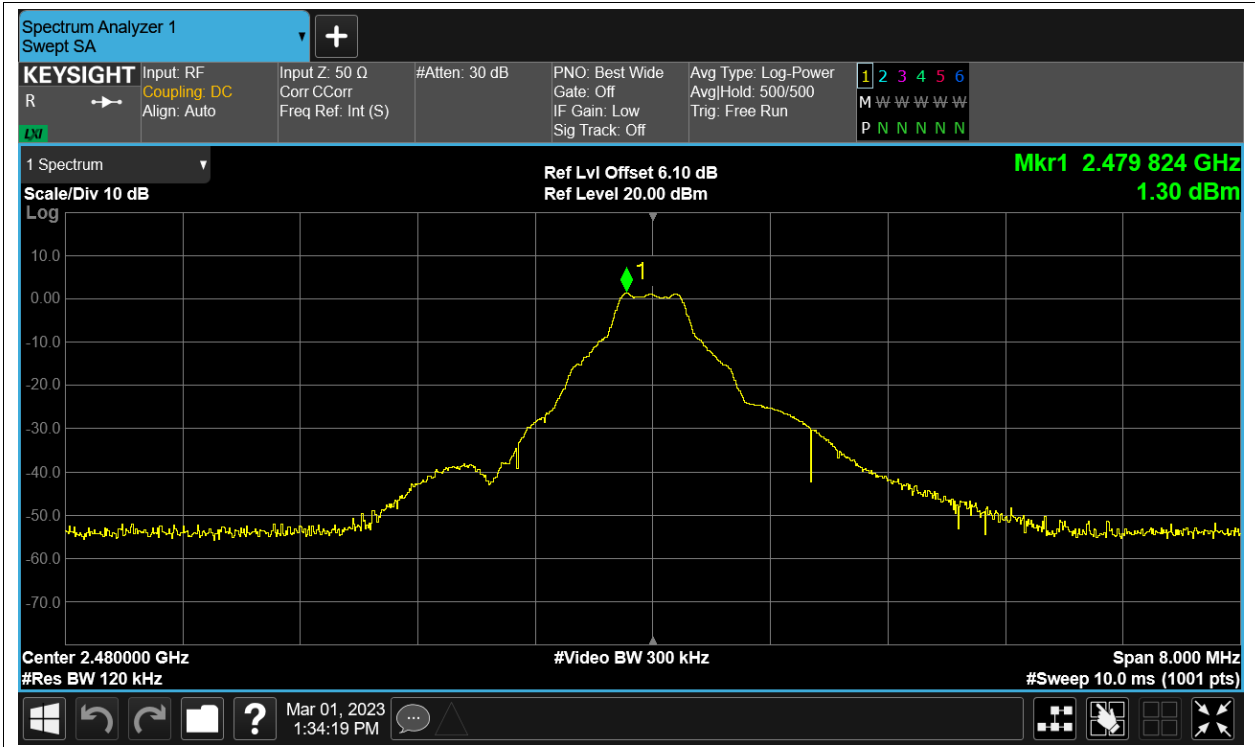 Spectrum Analyzer 1
Swept SA
KEYSIGHT
R
LXI
Input: RF
Coupling: DC
Align: Auto
Input Z: 50 Ω
Corr CCorr
Freq Ref: Int (S)
#Atten: 30 dB
PNO: Best Wide
Gate: Off
IF Gain: Low
Sig Track: Off
Avg Type: Log-Power
Avg|Hold: 500/500
Trig: Free Run
1 2 3 4 5 6
M W W W W W
P N N N N N
1 Spectrum
Scale/Div 10 dB
Log
Ref Lvl Offset 6.10 dB
Ref Level 20.00 dBm
Mkr1 2.479 824 GHz
1.30 dBm
1
10.0
0.00
-10.0
-20.0
-30.0
-40.0
-50.0
-60.0
-70.0
Center 2.480000 GHz
#Res BW 120 kHz
#Video BW 300 kHz
Span 8.000 MHz
#Sweep 10.0 ms (1001 pts)
?
Mar 01, 2023
1:34:19 PM